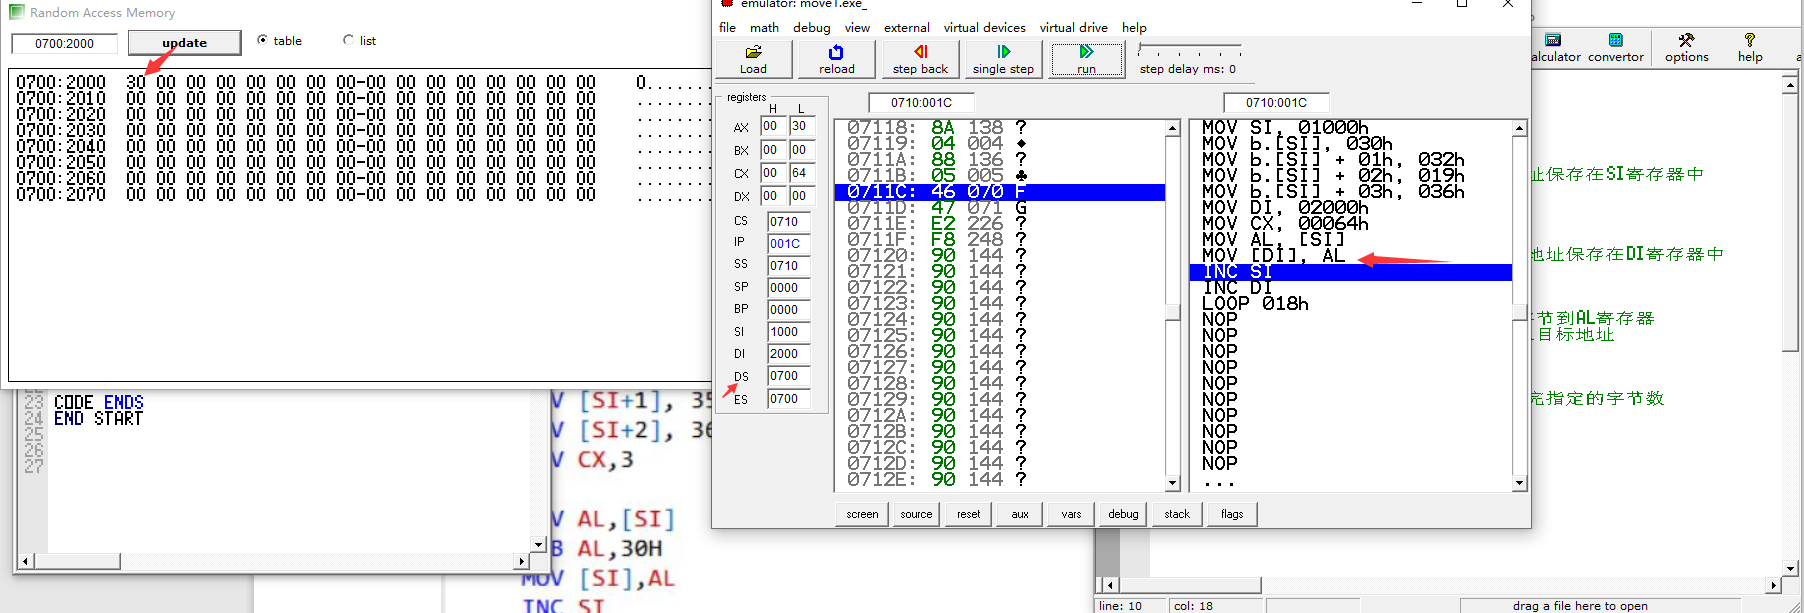 Random Access Memory
0700:2000
update
table
list
0700:2000 30 00 00 00 00 00 00 00-00 00 00 00 00 00 00 00 0.......
0700:2010 00 00 00 00 00 00 00 00-00 00 00 00 00 00 00 00 ........
0700:2020 00 00 00 00 00 00 00 00-00 00 00 00 00 00 00 00 ........
0700:2030 00 00 00 00 00 00 00 00-00 00 00 00 00 00 00 00 ........
0700:2040 00 00 00 00 00 00 00 00-00 00 00 00 00 00 00 00 ........
0700:2050 00 00 00 00 00 00 00 00-00 00 00 00 00 00 00 00 ........
0700:2060 00 00 00 00 00 00 00 00-00 00 00 00 00 00 00 00 ........
0700:2070 00 00 00 00 00 00 00 00-00 00 00 00 00 00 00 00 ........
23 CODE ENDS
24 END START
25
26
27
V [SI+1], 35
V [SI+2], 36
V CX,3
V AL,[SI]
B AL,30H
MOV [SI],AL
INC SI
emulator: move1.exe_
file math debug view external virtual devices virtual drive help
Load reload step back single step run step delay ms: 0
registers
H L
AX 00 30
BX 00 00
CX 00 64
DX 00 00
CS 0710
IP 001C
SS 0710
SP 0000
BP 0000
SI 1000
DI 2000
DS 0700
ES 0700
0710:001C
07118: 8A 138 ?
07119: 04 004 ♦
0711A: 88 136 ?
0711B: 05 005 ♣
0711C: 46 070 F
0711D: 47 071 G
0711E: E2 226 ?
0711F: F8 248 ?
07120: 90 144 ?
07121: 90 144 ?
07122: 90 144 ?
07123: 90 144 ?
07124: 90 144 ?
07125: 90 144 ?
07126: 90 144 ?
07127: 90 144 ?
07128: 90 144 ?
07129: 90 144 ?
0712A: 90 144 ?
0712B: 90 144 ?
0712C: 90 144 ?
0712D: 90 144 ?
0712E: 90 144 ?
0710:001C
MOV SI, 01000h
MOV b.[SI], 030h
MOV b.[SI] + 01h, 032h
MOV b.[SI] + 02h, 019h
MOV b.[SI] + 03h, 036h
MOV DI, 02000h
MOV CX, 00064h
MOV AL, [SI]
MOV [DI], AL
INC SI
INC DI
LOOP 018h
NOP
NOP
NOP
NOP
NOP
NOP
NOP
NOP
NOP
NOP
...
screen source reset aux vars debug stack flags
alculator convertor options help
址保存在SI寄存器中
地址保存在DI寄存器中
字节到AL寄存器
目标地址
完指定的字节数
line: 10 col: 18 drag a file here to open